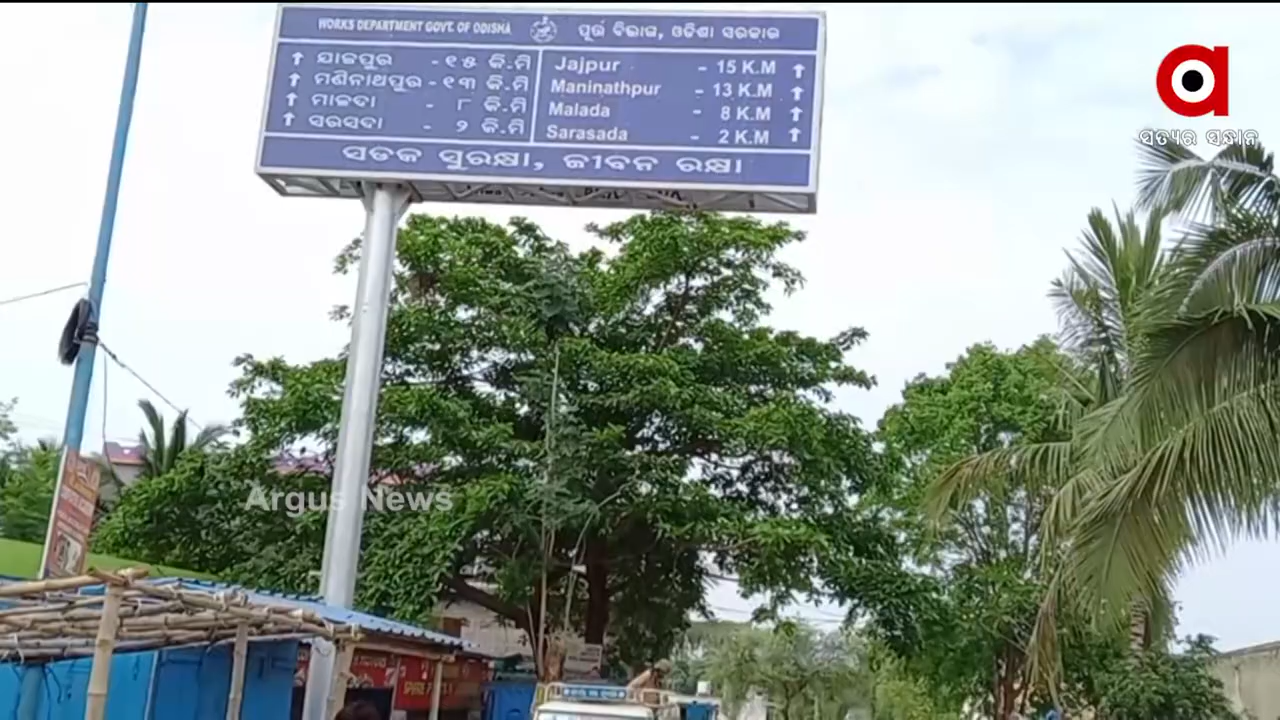 WORKS DEPARTMENT GOVT. OF ODISHA ପୂର୍ତ୍ତ ବିଭାଗ, ଓଡିଶା ସରକାର
↑ ଯାଜପୁର - ୧୫ କି.ମି
↑ ମଣିନାଥପୁର - ୧୩ କି.ମି
↑ ମାଳଦା - ୮ କି.ମି
↑ ସରସଦା - ୨ କି.ମି
Jajpur - 15 K.M ↑
Maninathpur - 13 K.M ↑
Malada - 8 K.M ↑
Sarasada - 2 K.M ↑
ସଡକ ସୁରକ୍ଷା, ଜୀବନ ରକ୍ଷା
a
ସତ୍ୟର ସନ୍ଧାନ
Argus News